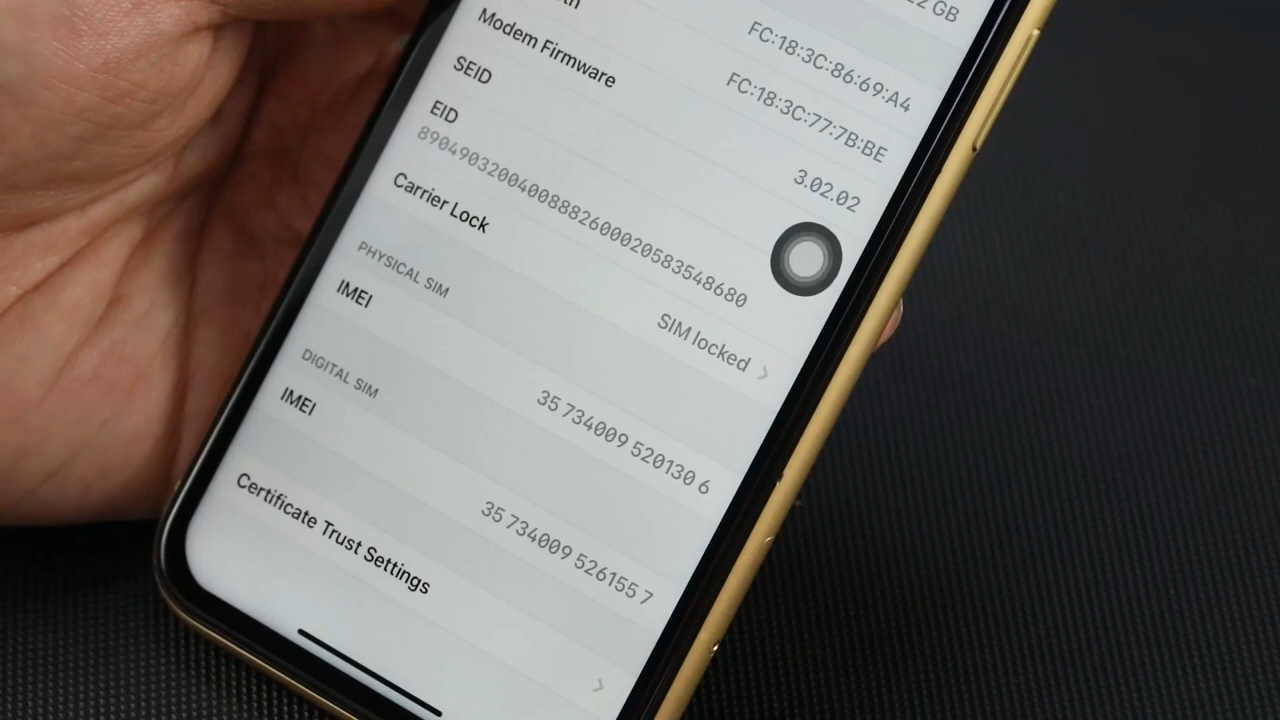 GB
FC:18:3C:86:69:A4
FC:18:3C:77:7B:BE
Modem Firmware 3.02.02
SEID
EID
89049032004008882600020583548680
Carrier Lock SIM locked
PHYSICAL SIM
IMEI 35 734009 520130 6
DIGITAL SIM
IMEI 35 734009 526155 7
Certificate Trust Settings